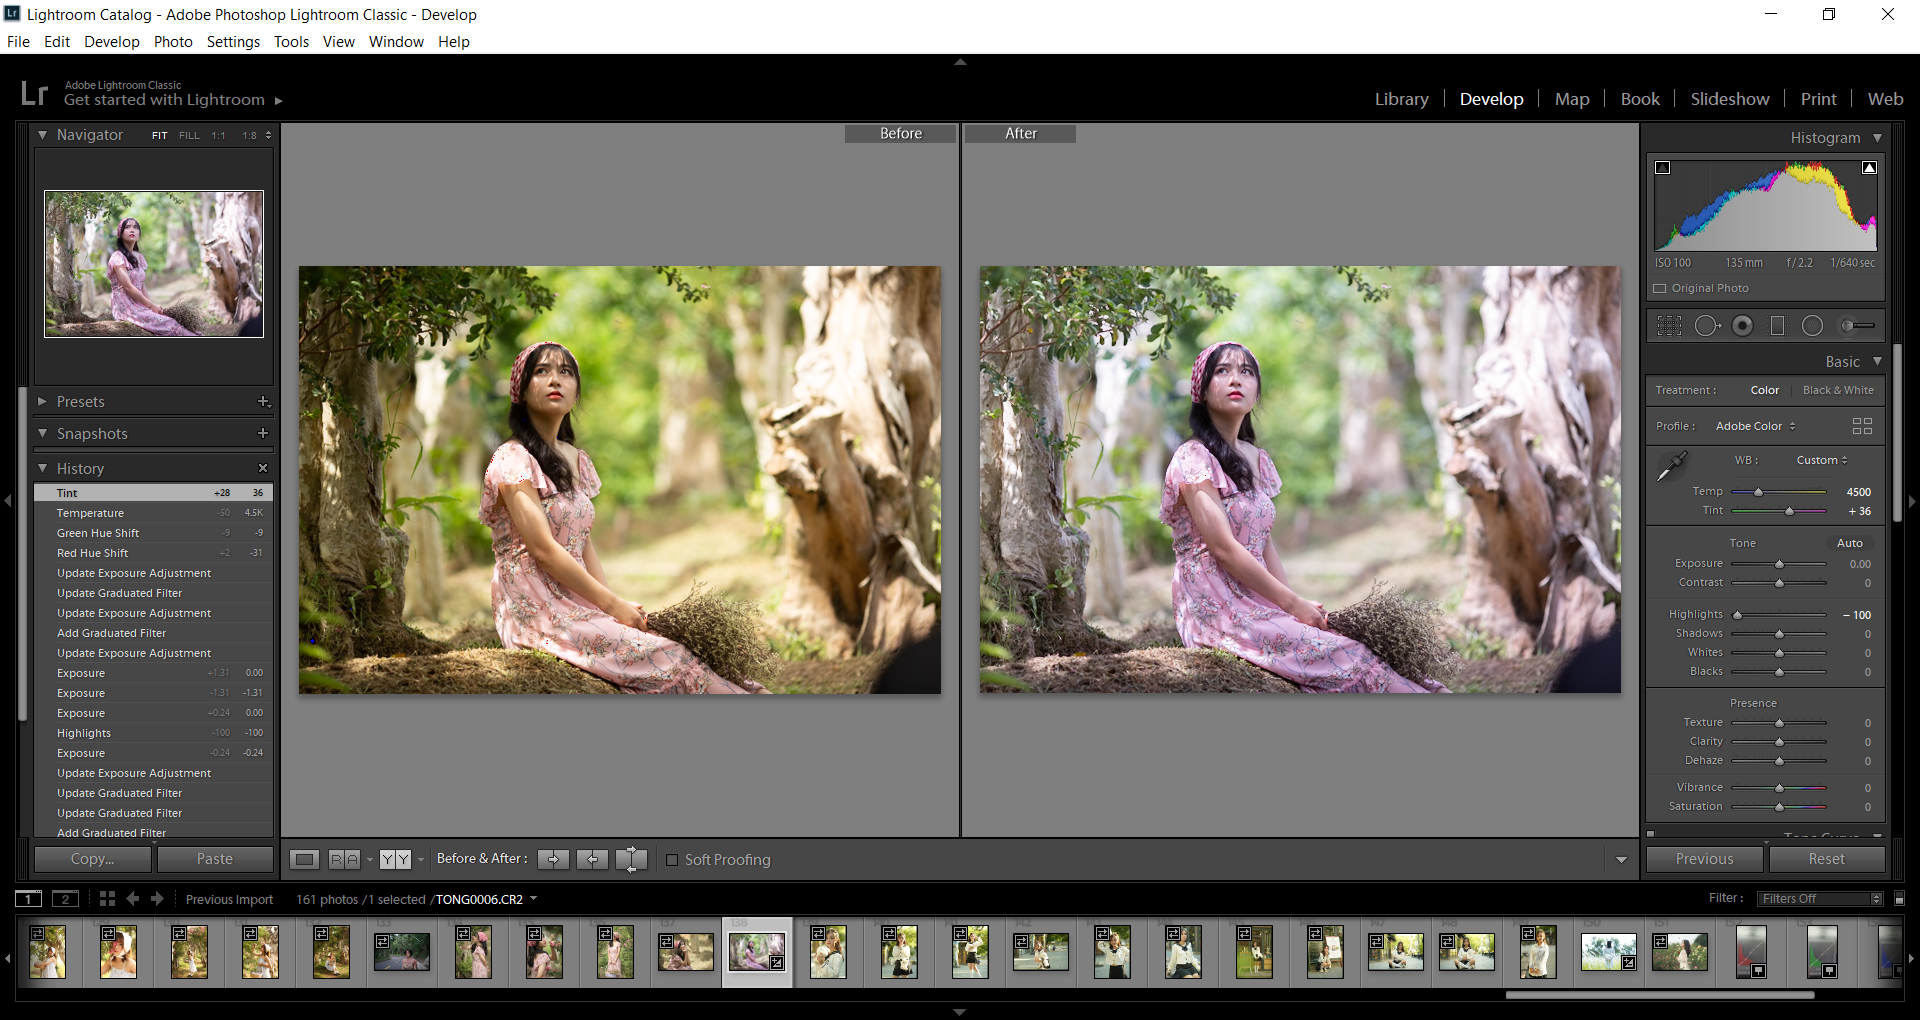 Lightroom Catalog - Adobe Photoshop Lightroom Classic - Develop
File Edit Develop Photo Settings Tools View Window Help
Lr Adobe Lightroom Classic
Get started with Lightroom
Library Develop Map Book Slideshow Print Web
Navigator FIT FILL 1:1 1:8
Before After
Histogram
ISO 100 135 mm f / 2.2 1/640 sec
Original Photo
Basic
Treatment : Color Black & White
Profile : Adobe Color
WB : Custom
Temp 4500
Tint + 36
Tone Auto
Exposure 0.00
Contrast 0
Highlights - 100
Shadows 0
Whites 0
Blacks 0
Presence
Texture 0
Clarity 0
Dehaze 0
Vibrance 0
Saturation 0
Tone Curve
Presets
Snapshots
History
Tint +28 36
Temperature -50 4.5K
Green Hue Shift -9 -9
Red Hue Shift +2 -31
Update Exposure Adjustment
Update Graduated Filter
Update Exposure Adjustment
Add Graduated Filter
Update Exposure Adjustment
Exposure +1.31 0.00
Exposure -1.31 -1.31
Exposure +0.24 0.00
Highlights -100 -100
Exposure -0.24 -0.24
Update Exposure Adjustment
Update Graduated Filter
Update Graduated Filter
Add Graduated Filter
Copy... Paste
R A Y Y Before & After : Soft Proofing
Previous Reset
1 2 Previous Import 161 photos / 1 selected / TONG0006.CR2
Filter : Filters Off